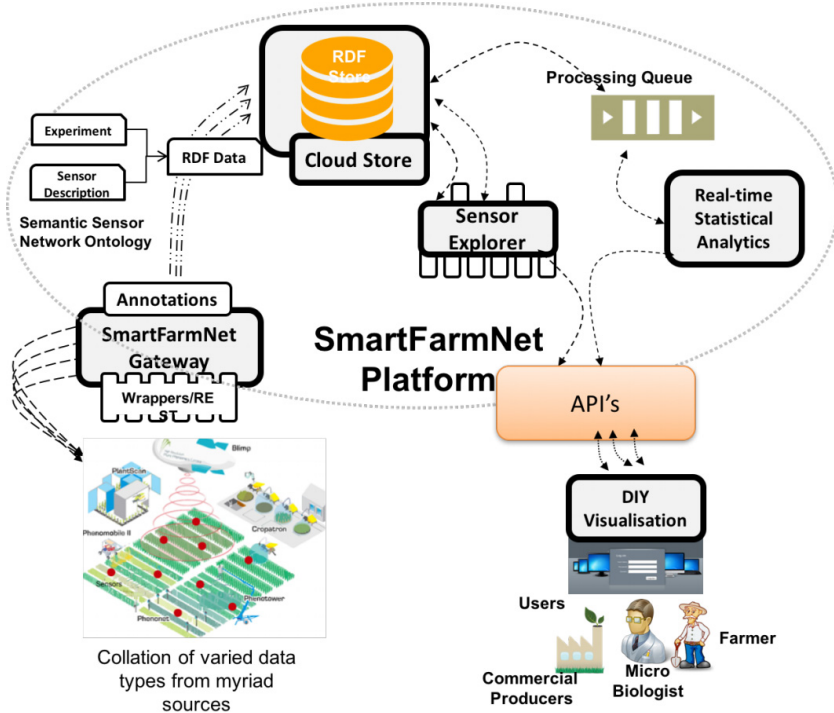 RDF
Store
Cloud Store
Processing Queue
Experiment
Sensor
Description
RDF Data
Semantic Sensor
Network Ontology
Sensor
Explorer
Real-time
Statistical
Analytics
Annotations
SmartFarmNet
Gateway
Wrappers/RE
ST
SmartFarmNet
Platform
API's
Blimp
PlantScan
Phenomobile II
Cropatron
Sensors
Phenonet
Phenotower
DIY
Visualisation
Users
Commercial
Producers
Micro
Biologist
Farmer
Collation of varied data
types from myriad
sources